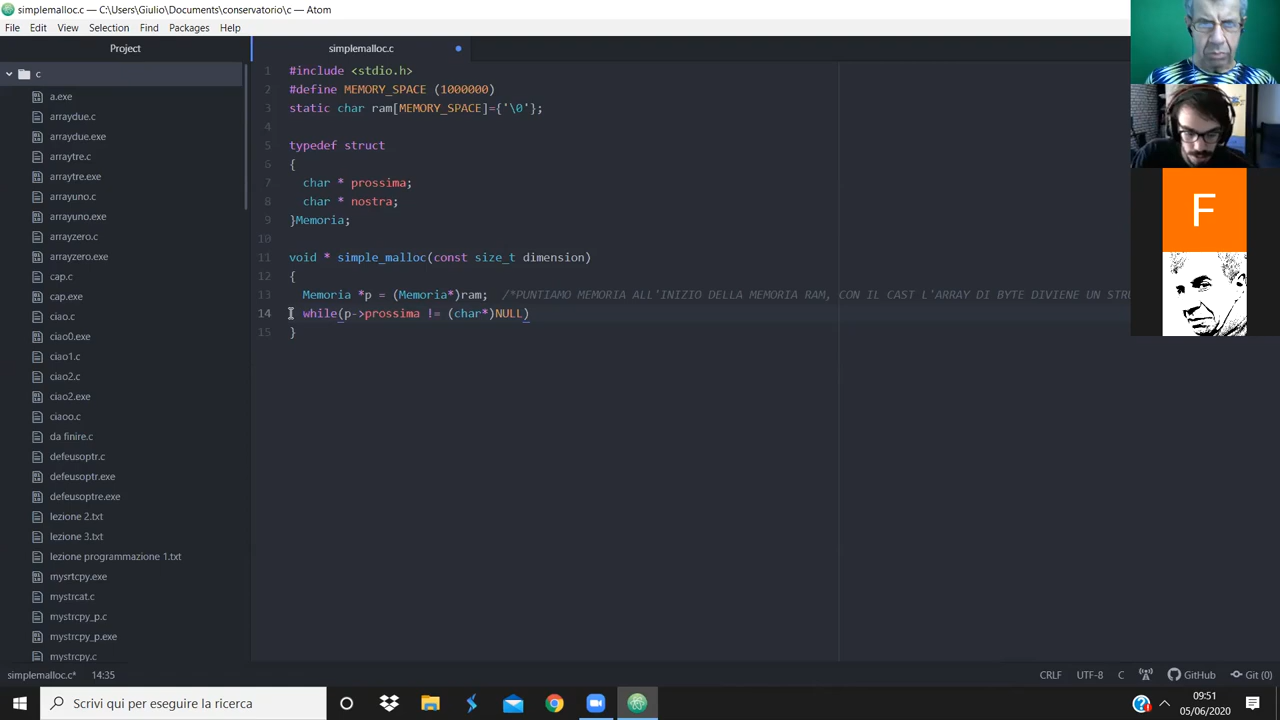 simplemalloc.c — C:\Users\Giulio\Documents\conservatorio\c — Atom
File Edit View Selection Find Packages Help
Project
simplemalloc.c
c
a.exe
arraydue.c
arraydue.exe
arraytre.c
arraytre.exe
arrayuno.c
arrayuno.exe
arrayzero.c
arrayzero.exe
cap.c
cap.exe
ciao.c
ciao0.exe
ciao1.c
ciao2.c
ciao2.exe
ciaoo.c
da finire.c
defeusoptr.c
defeusoptr.exe
defeusoptre.exe
lezione 2.txt
lezione 3.txt
lezione programmazione 1.txt
mysrtcpy.exe
mystrcat.c
mystrcpy_p.c
mystrcpy_p.exe
mystrcpy.c
1 #include <stdio.h>
2 #define MEMORY_SPACE (1000000)
3 static char ram[MEMORY_SPACE]={'\0'};
4
5 typedef struct
6 {
7 char * prossima;
8 char * nostra;
9 }Memoria;
10
11 void * simple_malloc(const size_t dimension)
12 {
13 Memoria *p = (Memoria*)ram; /*PUNTIAMO MEMORIA ALL'INIZIO DELLA MEMORIA RAM, CON IL CAST L'ARRAY DI BYTE DIVIENE UN STRU
14 while(p->prossima != (char*)NULL)
15 }
F
simplemalloc.c* 14:35
CRLF UTF-8 C GitHub Git (0)
Scrivi qui per eseguire la ricerca
09:51
05/06/2020